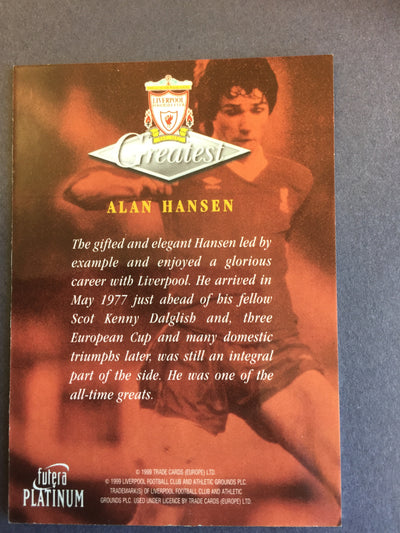 LIVERPOOL
FOOTBALL CLUB
Greatest
ALAN HANSEN
The gifted and elegant Hansen led by
example and enjoyed a glorious
career with Liverpool. He arrived in
May 1977 just ahead of his fellow
Scot Kenny Dalglish and, three
European Cup and many domestic
triumphs later, was still an integral
part of the side. He was one of the
all-time greats.
© 1999 TRADE CARDS (EUROPE) LTD.
© 1999 LIVERPOOL FOOTBALL CLUB AND ATHLETIC GROUNDS PLC.
TRADEMARK(S) OF LIVERPOOL FOOTBALL CLUB AND ATHLETIC
GROUNDS PLC. USED UNDER LICENCE BY TRADE CARDS (EUROPE) LTD.
futera
PLATINUM